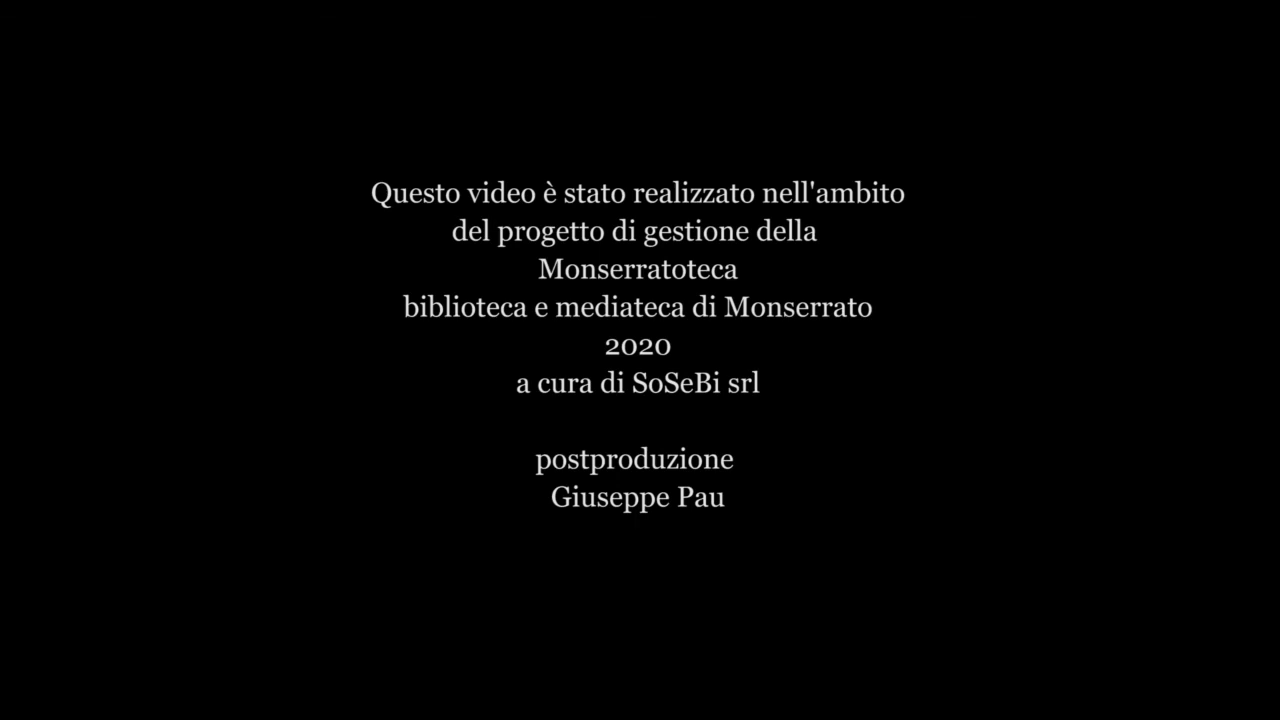 Questo video è stato realizzato nell'ambito
del progetto di gestione della
Monserratoteca
biblioteca e mediateca di Monserrato
2020
a cura di SoSeBi srl
postproduzione
Giuseppe Pau